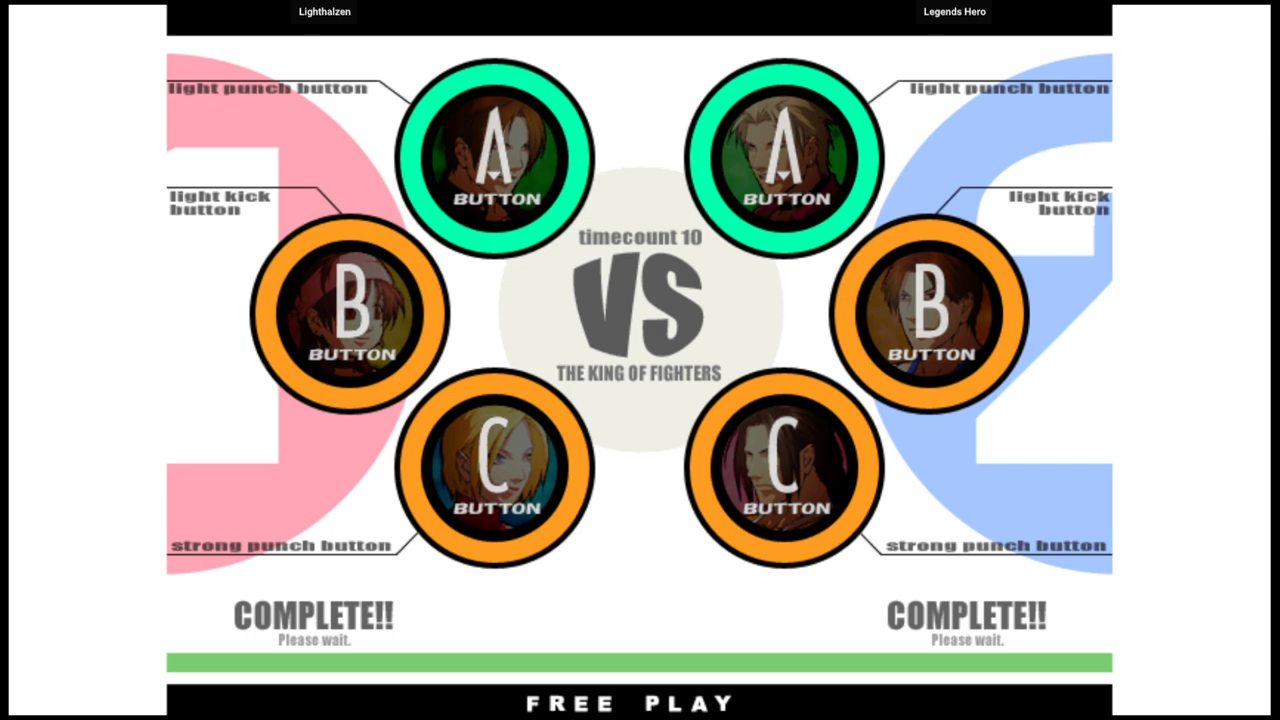 Lighthalzen
Legends Hero
light punch button
light punch button
A
BUTTON
A
BUTTON
light kick
button
light kick
button
timecount 10
VS
THE KING OF FIGHTERS
B
BUTTON
B
BUTTON
C
BUTTON
C
BUTTON
strong punch button
strong punch button
COMPLETE!!
Please wait.
COMPLETE!!
Please wait.
FREE PLAY
1
2